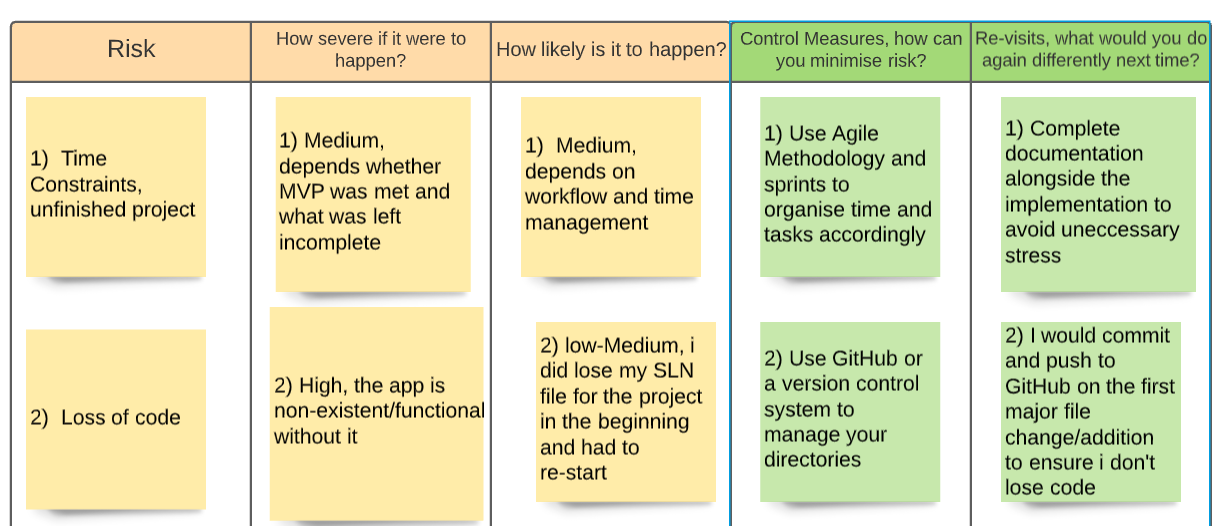 Risk
How severe if it were to
happen?
How likely is it to happen?
Control Measures, how can
you minimise risk?
Re-visits, what would you do
again differently next time?
1) Time
Constraints,
unfinished project
1) Medium,
depends whether
MVP was met and
what was left
incomplete
1) Medium,
depends on
workflow and time
management
1) Use Agile
Methodology and
sprints to
organise time and
tasks accordingly
1) Complete
documentation
alongside the
implementation to
avoid uneccessary
stress
2) Loss of code
2) High, the app is
non-existent/functional
without it
2) low-Medium, i
did lose my SLN
file for the project
in the beginning
and had to
re-start
2) Use GitHub or
a version control
system to
manage your
directories
2) I would commit
and push to
GitHub on the first
major file
change/addition
to ensure i don't
lose code